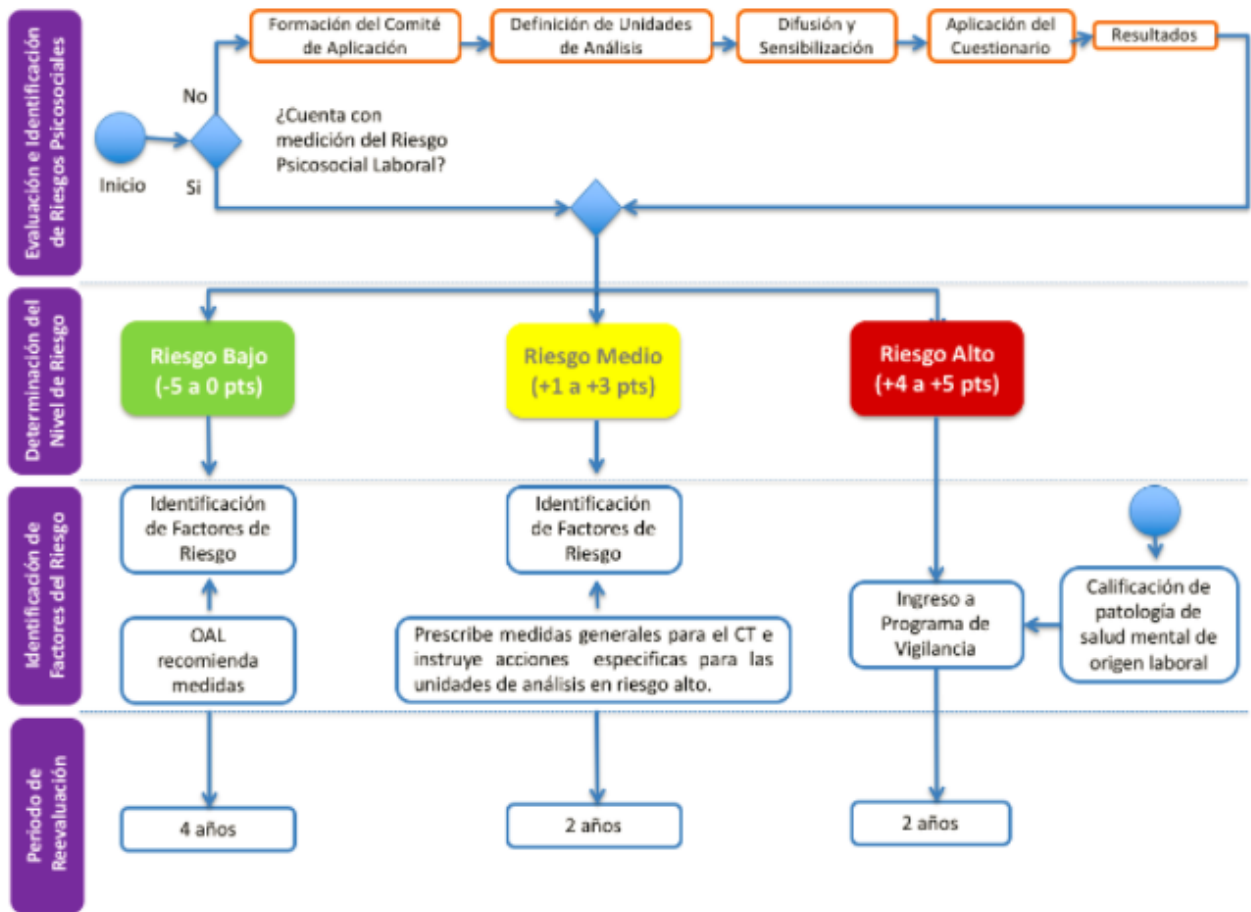 Evaluación e Identificación
de Riesgos Psicosociales
Formación del Comité
de Aplicación
Definición de Unidades
de Análisis
Difusión y
Sensibilización
Aplicación del
Cuestionario
Resultados
No
¿Cuenta con
medición del Riesgo
Psicosocial Laboral?
Inicio
Si
Determinación del
Nivel de Riesgo
Riesgo Bajo
(-5 a 0 pts)
Riesgo Medio
(+1 a +3 pts)
Riesgo Alto
(+4 a +5 pts)
Identificación de
Factores del Riesgo
Identificación
de Factores de
Riesgo
Identificación
de Factores de
Riesgo
Ingreso a
Programa de
Vigilancia
Calificación de
patología de
salud mental de
origen laboral
OAL
recomienda
medidas
Prescribe medidas generales para el CT e
instruye acciones especificas para las
unidades de análisis en riesgo alto.
Periodo de
Reevaluación
4 años
2 años
2 años